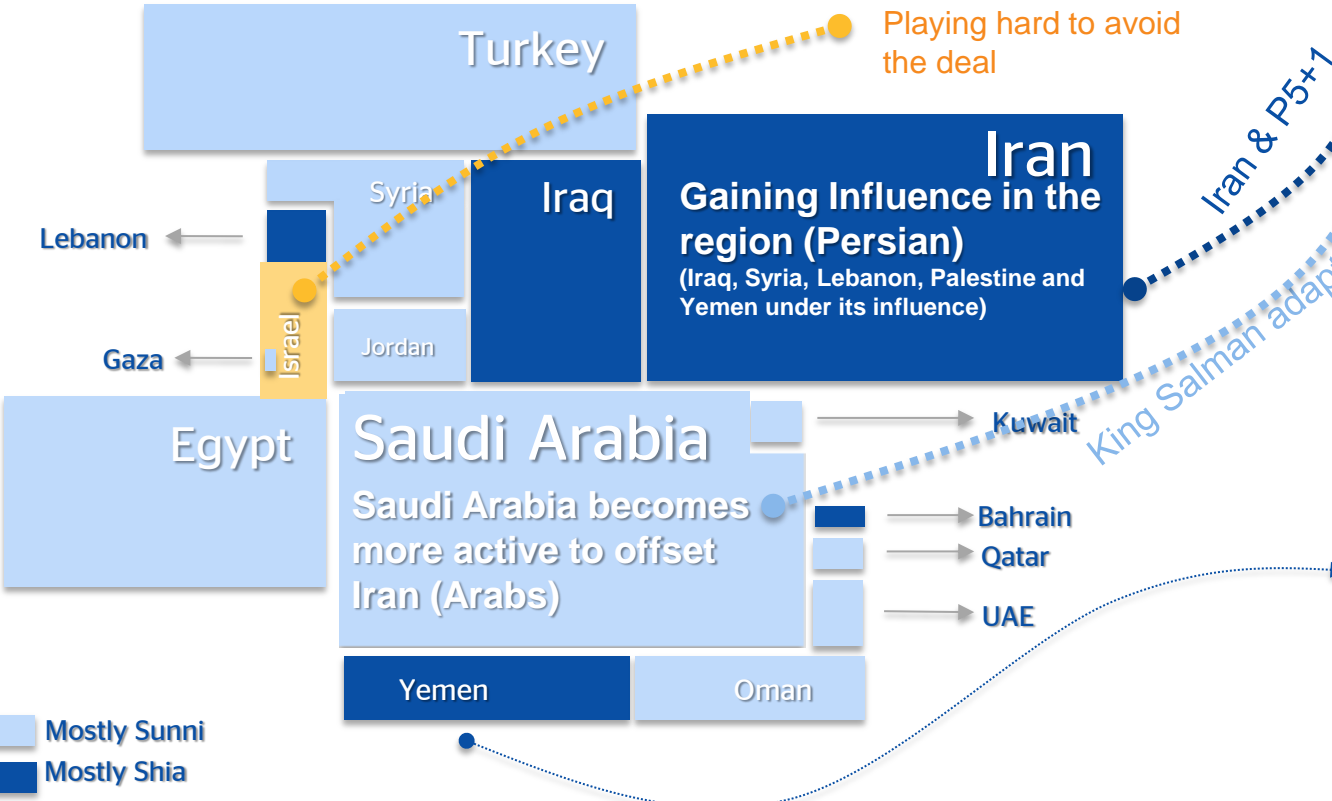 Turkey
Playing hard to avoid
the deal
Iran & P5+1
Syria
Iraq
Iran
Gaining Influence in the
region (Persian)
(Iraq, Syria, Lebanon, Palestine and
Yemen under its influence)
Lebanon
Israel
Gaza
Jordan
King Salman adapt
Egypt
Saudi Arabia
Saudi Arabia becomes
more active to offset
Iran (Arabs)
Kuwait
Bahrain
Qatar
UAE
Yemen
Oman
Mostly Sunni
Mostly Shia